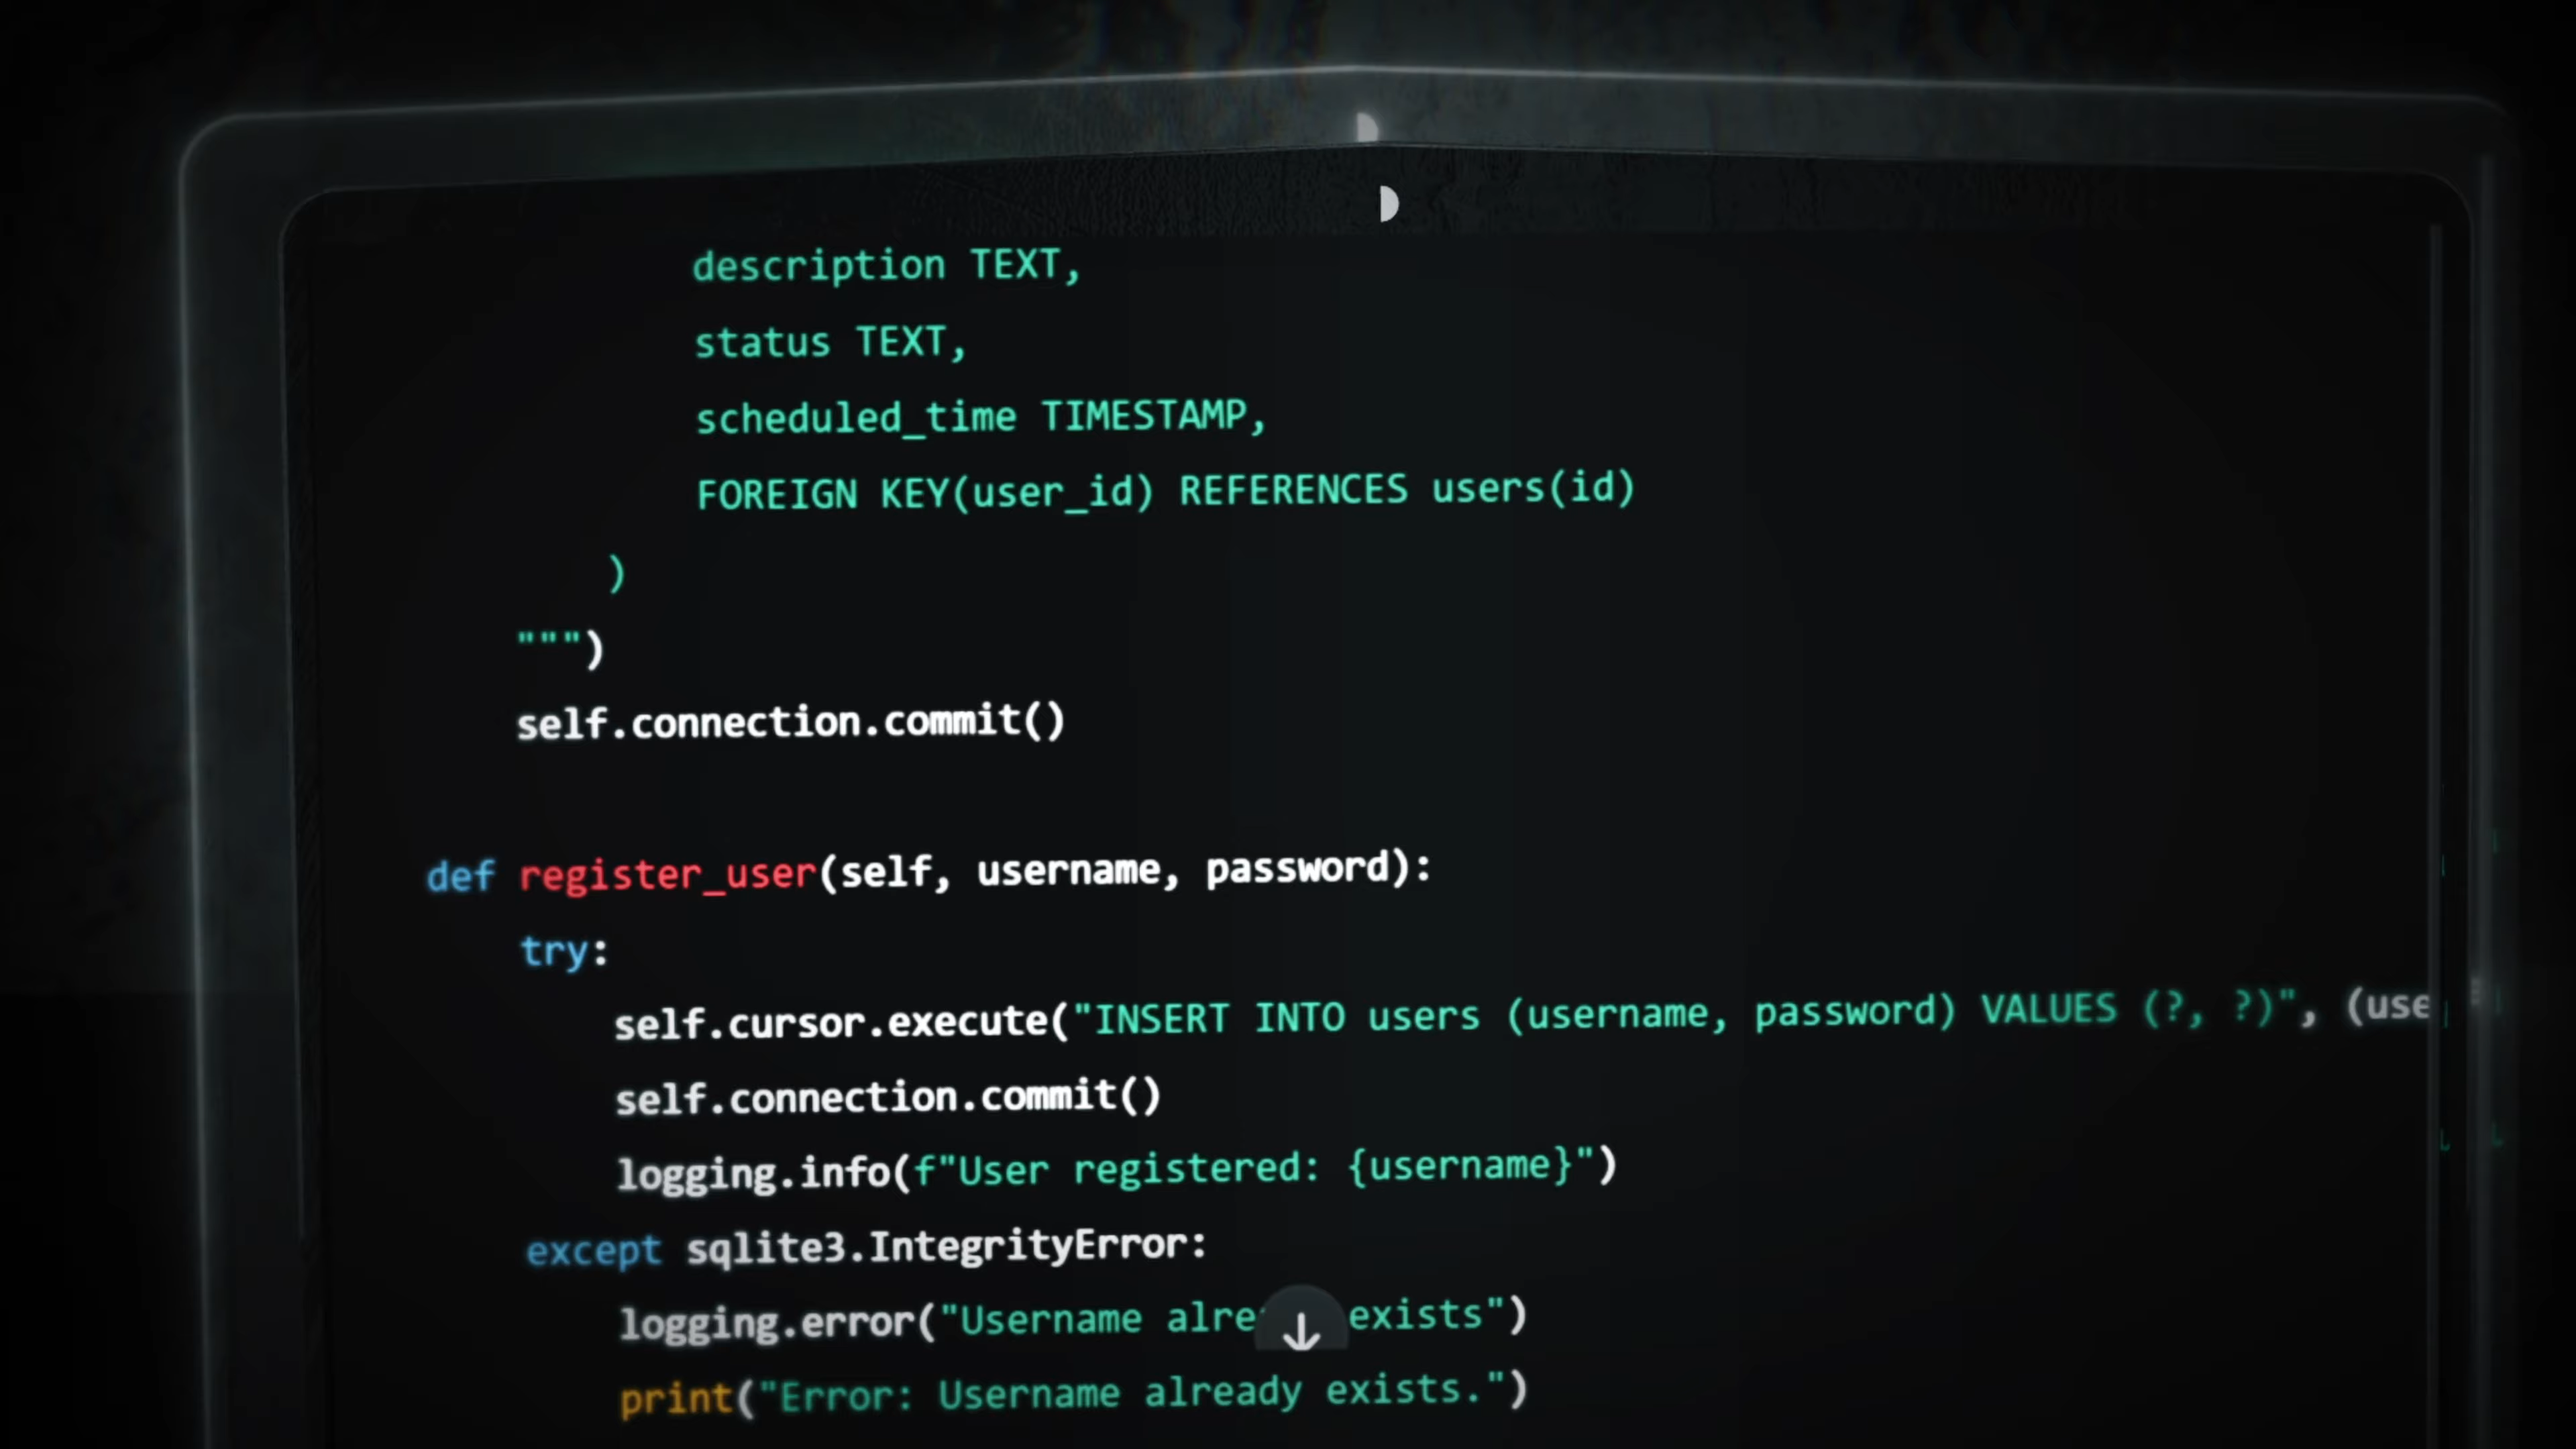 description TEXT,
status TEXT,
scheduled_time TIMESTAMP,
FOREIGN KEY(user_id) REFERENCES users(id)
)
""")
self.connection.commit()
def register_user(self, username, password):
try:
self.cursor.execute("INSERT INTO users (username, password) VALUES (?, ?)", (use
self.connection.commit()
logging.info(f"User registered: {username}")
except sqlite3.IntegrityError:
logging.error("Username alre exists")
print("Error: Username already exists.")